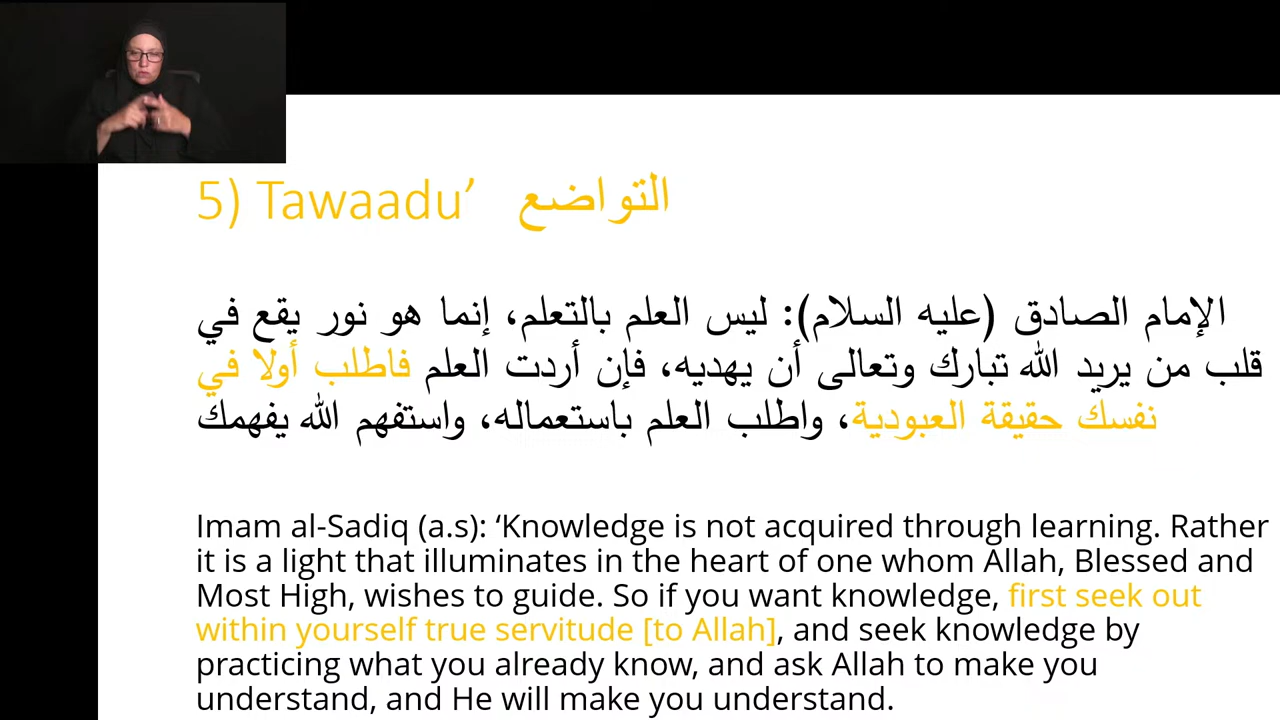 5) Tawaadu’ التواضع
الإمام الصادق (عليه السلام): ليس العلم بالتعلم، إنما هو نور يقع في
قلب من يريد الله تبارك وتعالى أن يهديه، فإن أردت العلم فاطلب أولا في
نفسك حقيقة العبودية، واطلب العلم باستعماله، واستفهم الله يفهمك
Imam al-Sadiq (a.s): ‘Knowledge is not acquired through learning. Rather
it is a light that illuminates in the heart of one whom Allah, Blessed and
Most High, wishes to guide. So if you want knowledge, first seek out
within yourself true servitude [to Allah], and seek knowledge by
practicing what you already know, and ask Allah to make you
understand, and He will make you understand.